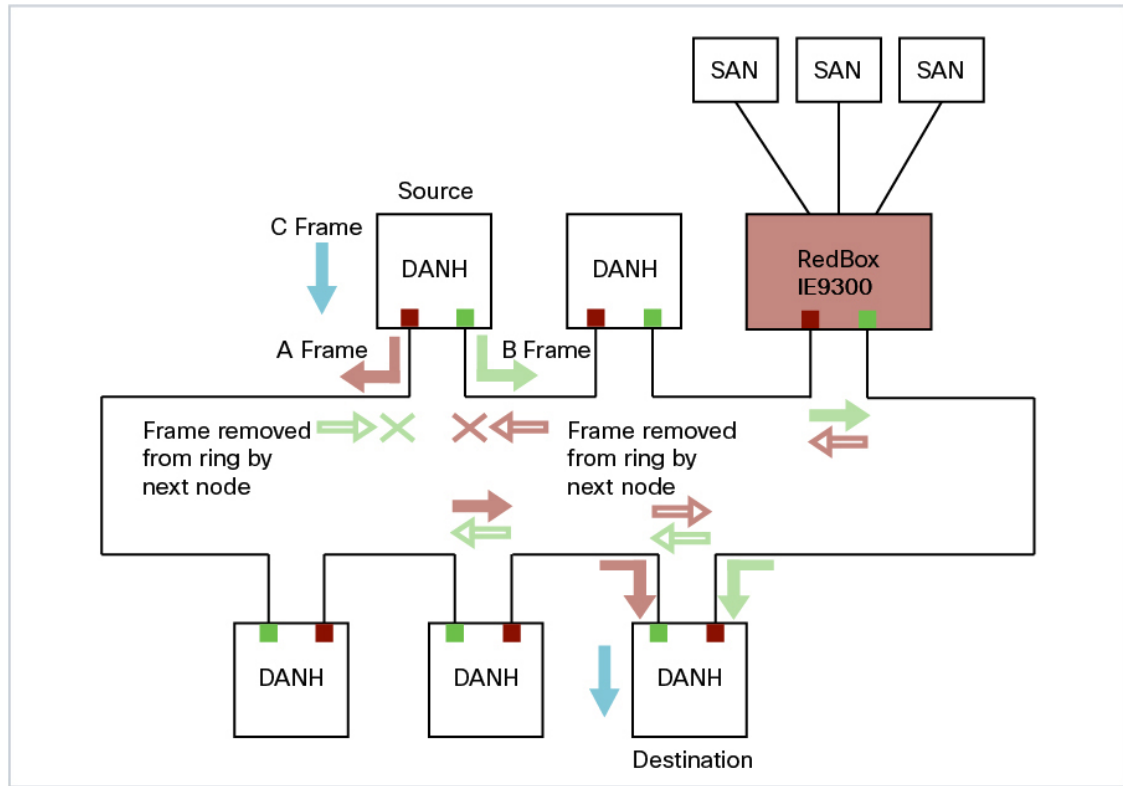 SAN
SAN
SAN
Source
C Frame
DANH
DANH
RedBox
IE9300
A Frame
B Frame
Frame removed
from ring by
next node
Frame removed
from ring by
next node
DANH
DANH
DANH
Destination